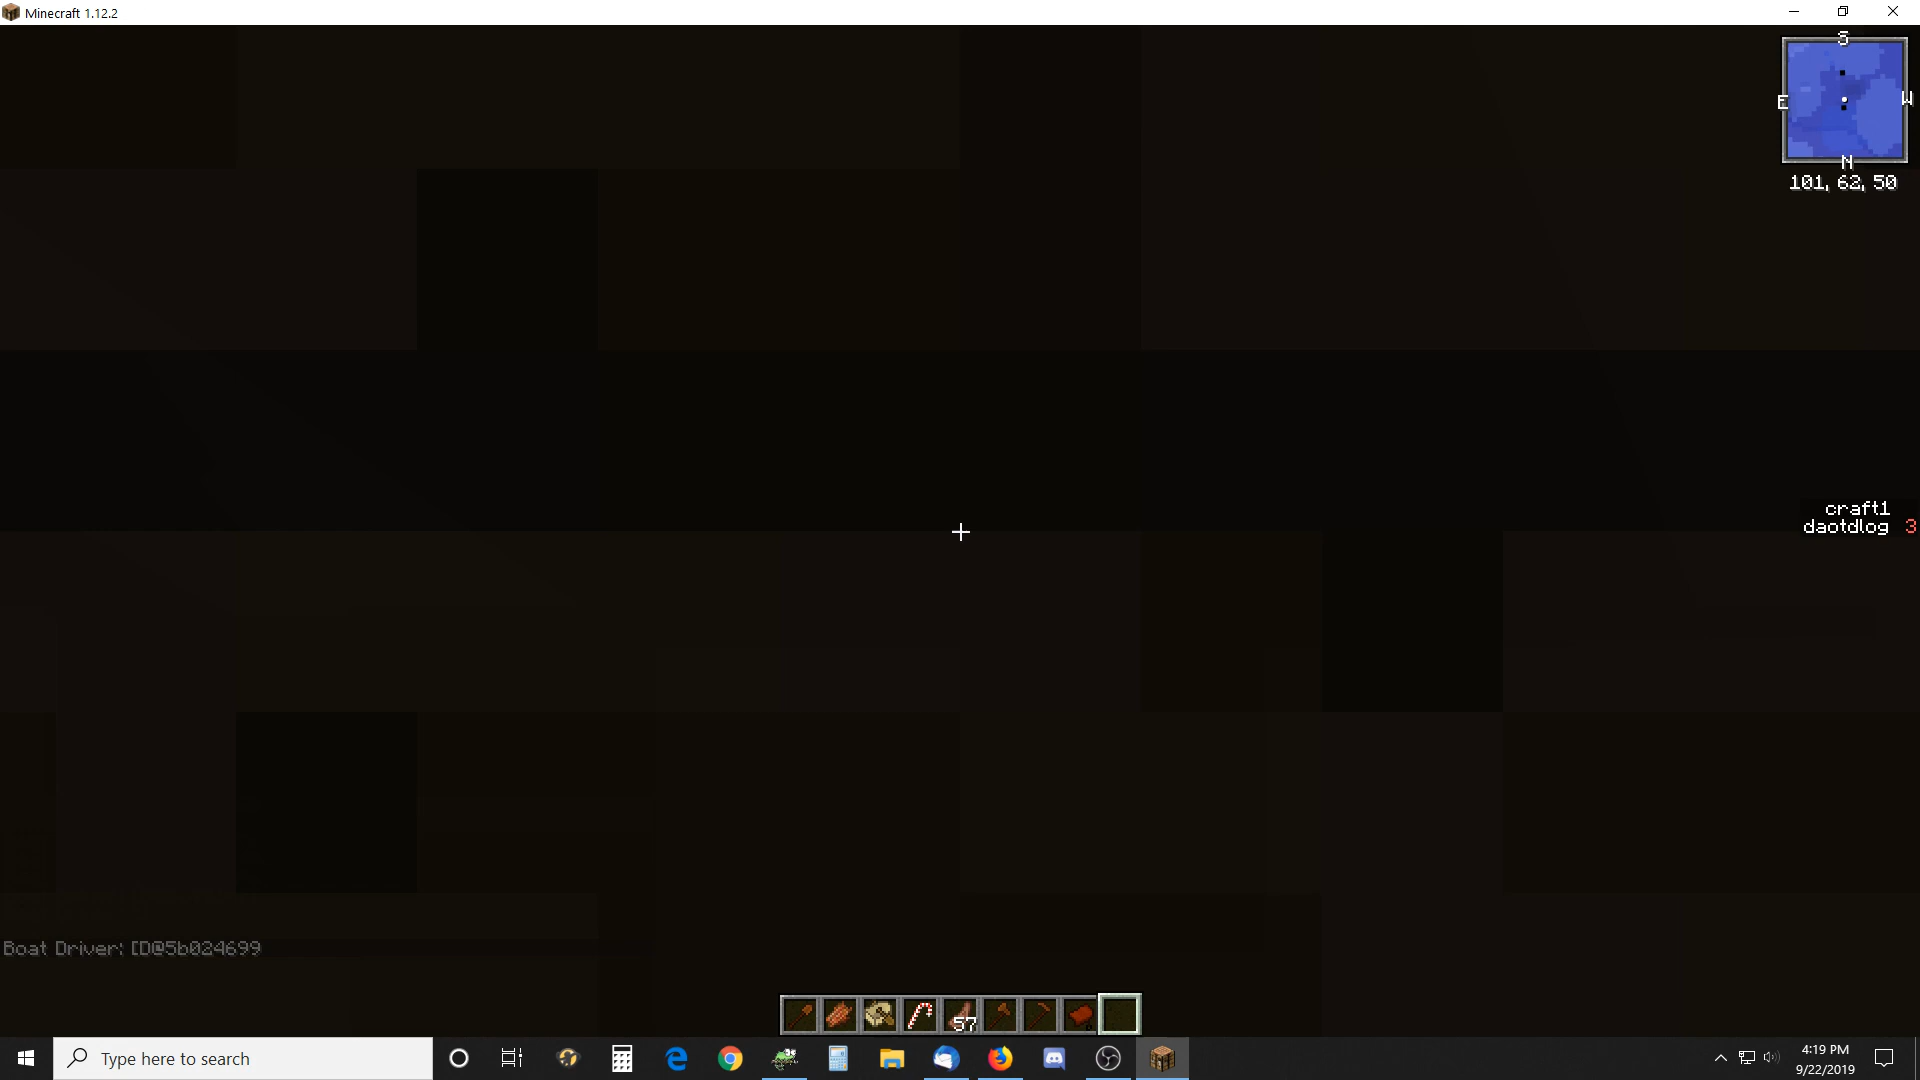 Minecraft 1.12.2
S
E
W
N
101, 62, 50
craft1
daotdlog 3
Boat Driver: [D@5b024699
57
Type here to search
4:19 PM
9/22/2019